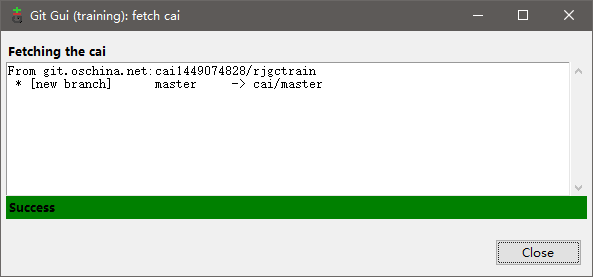 Git Gui (training): fetch cai
Fetching the cai
From git.oschina.net:cai1449074828/rjgctrain
 * [new branch]      master     -> cai/master
Success
Close